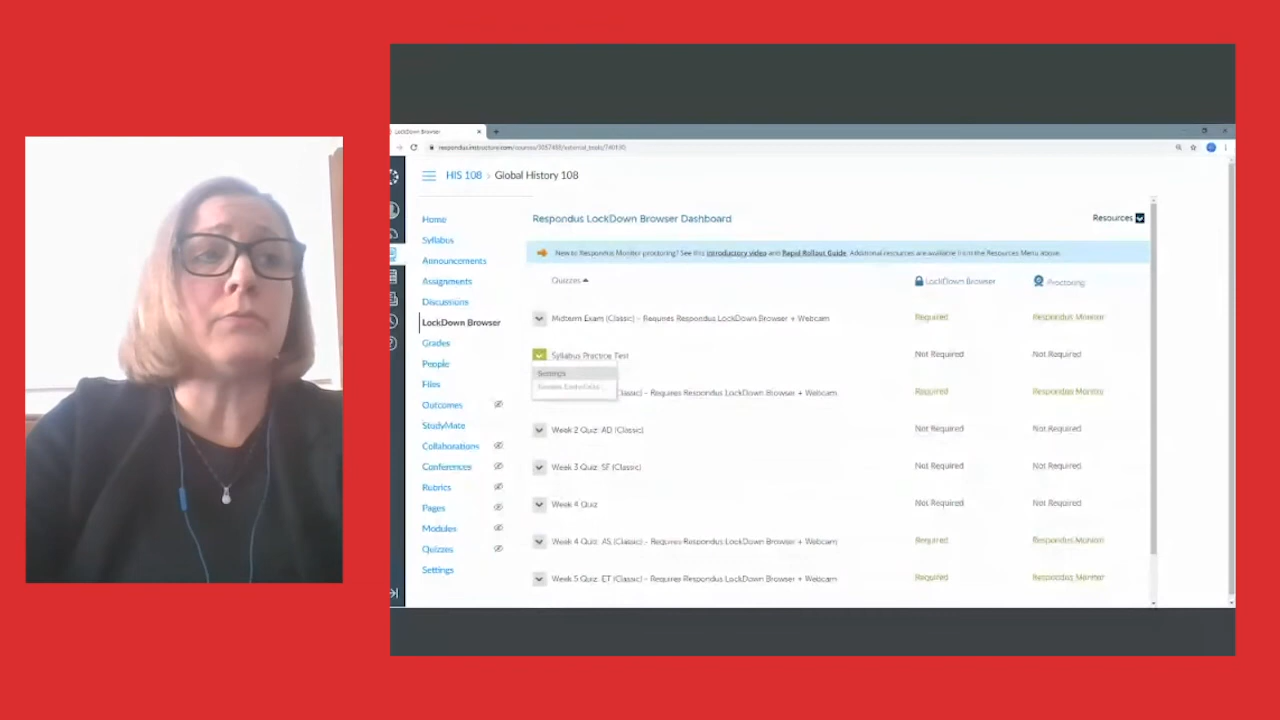 LockDown Browser
HIS 108 > Global History 108
Home
Syllabus
Announcements
Assignments
Discussions
LockDown Browser
Grades
People
Files
Outcomes
StudyMate
Collaborations
Conferences
Rubrics
Pages
Modules
Quizzes
Settings
Respondus LockDown Browser Dashboard
Resources
New to Respondus Monitor proctoring? See this introductory video and Rapid Rollout Guide. Additional resources are available from the Resources Menu above.
Quizzes LockDown Browser Proctoring
Midterm Exam (Classic) – Requires Respondus LockDown Browser + Webcam Required Respondus Monitor
Syllabus Practice Test Not Required Not Required
Settings
Classic) – Requires Respondus LockDown Browser + Webcam Required Respondus Monitor
Week 2 Quiz: AD (Classic) Not Required Not Required
Week 3 Quiz: SF (Classic) Not Required Not Required
Week 4 Quiz Not Required Not Required
Week 4 Quiz: AS (Classic) – Requires Respondus LockDown Browser + Webcam Required Respondus Monitor
Week 5 Quiz: ET (Classic) – Requires Respondus LockDown Browser + Webcam Required Respondus Monitor